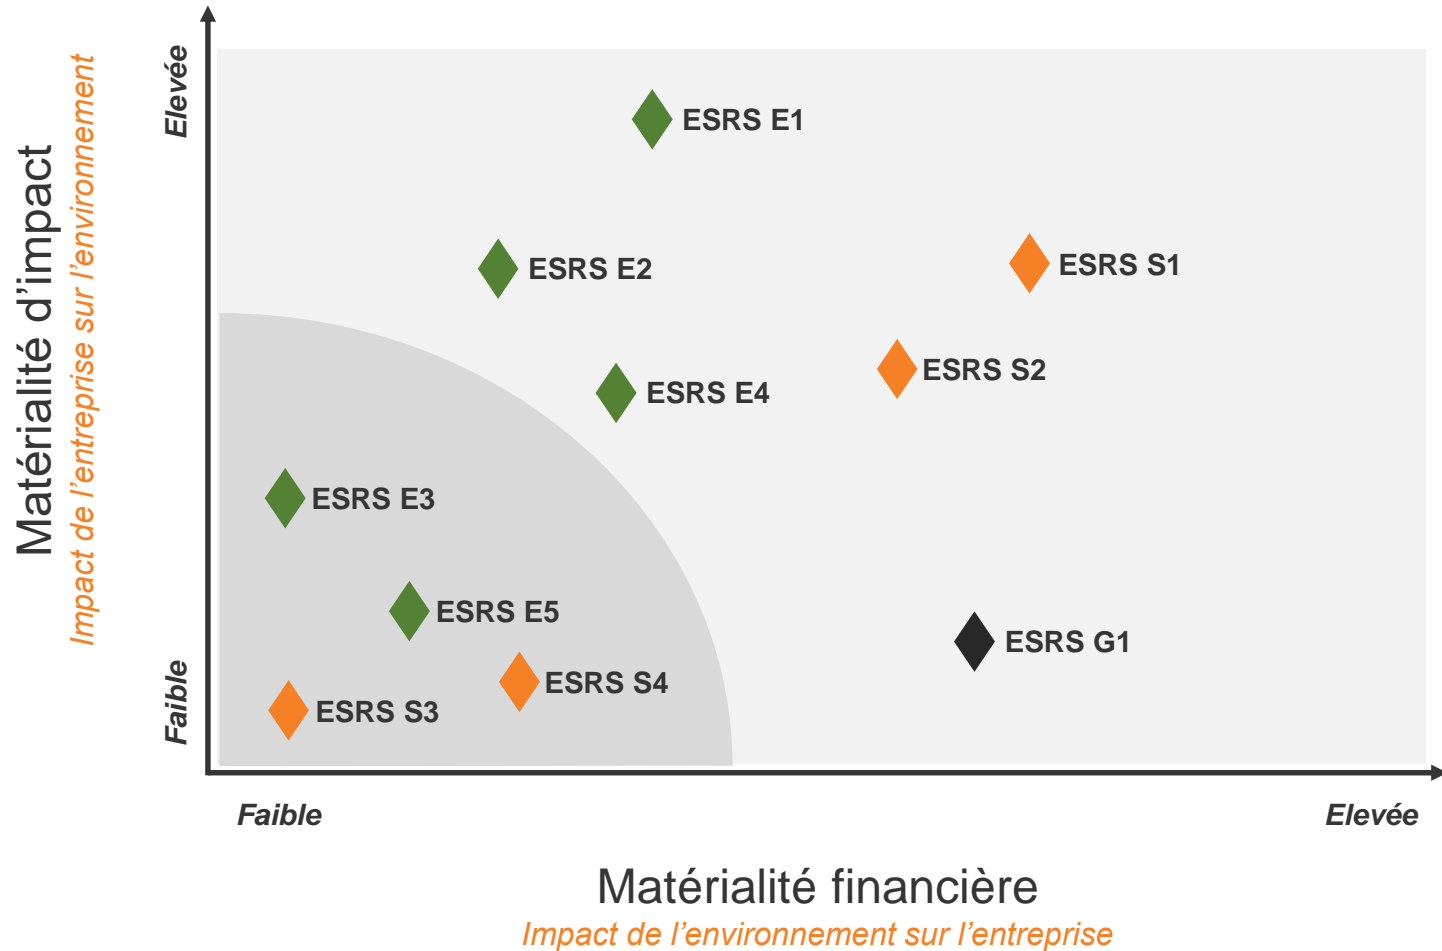 Elevée
Matérialité d’impact
Impact de l’entreprise sur l’environnement
Faible
ESRS E1
ESRS E2
ESRS S1
ESRS S2
ESRS E4
ESRS E3
ESRS E5
ESRS G1
ESRS S4
ESRS S3
Faible
Elevée
Matérialité financière
Impact de l’environnement sur l’entreprise